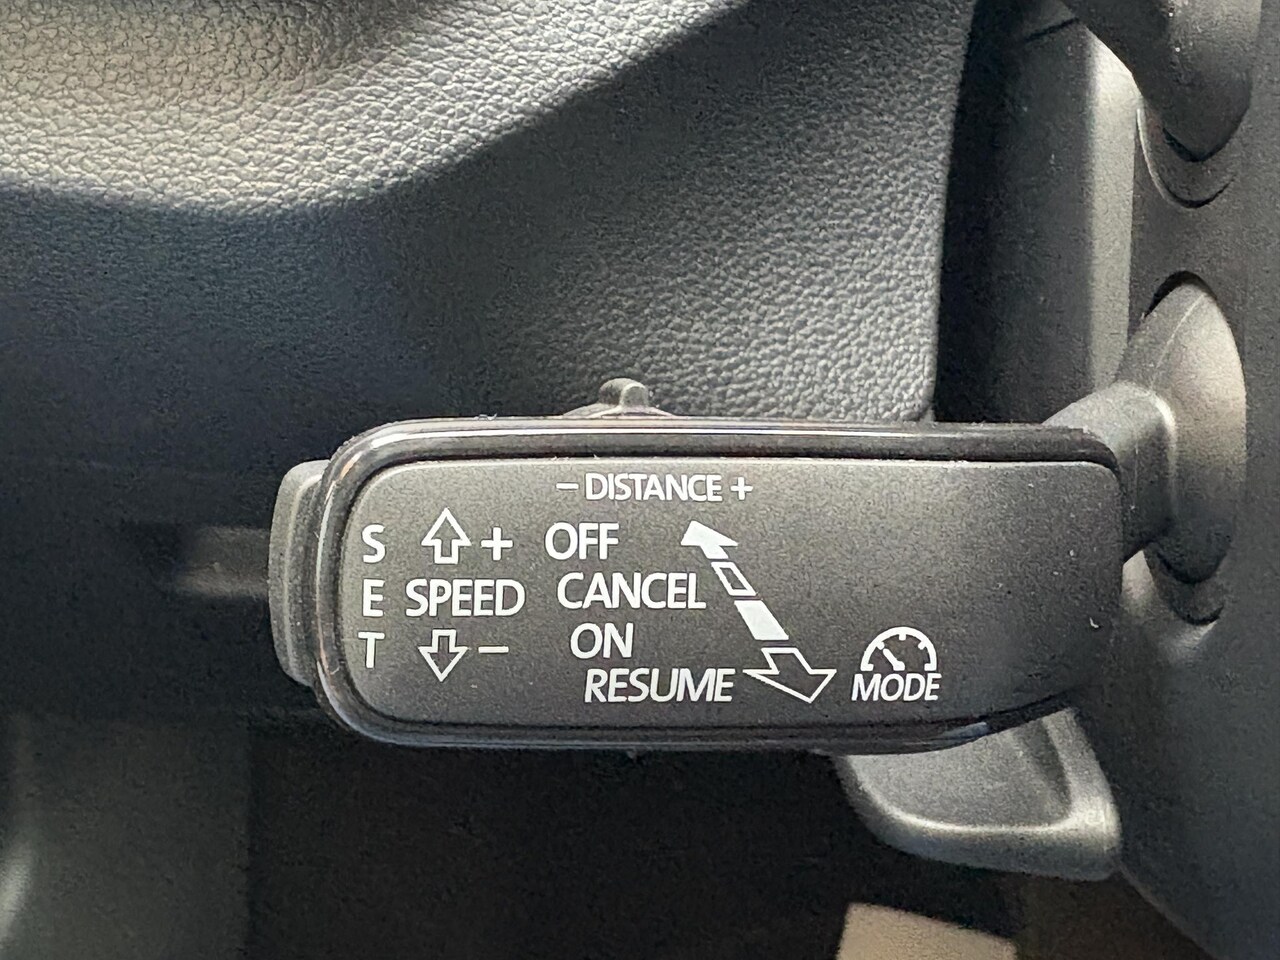 − DISTANCE +
S
E
T
+
SPEED
−
OFF
CANCEL
ON
RESUME
MODE